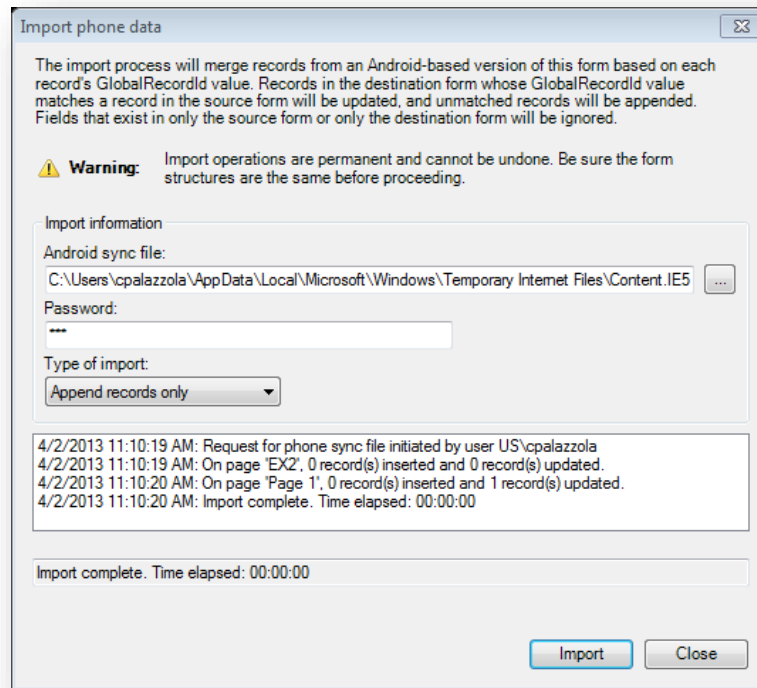 Import phone data
The import process will merge records from an Android-based version of this form based on each
record's GlobalRecordId value. Records in the destination form whose GlobalRecordId value
matches a record in the source form will be updated, and unmatched records will be appended.
Fields that exist in only the source form or only the destination form will be ignored.
Warning: Import operations are permanent and cannot be undone. Be sure the form
structures are the same before proceeding.
Import information
Android sync file:
C:\Users\cpalazzola\AppData\Local\Microsoft\Windows\Temporary Internet Files\Content.IE5
...
Password:
***
Type of import:
Append records only
4/2/2013 11:10:19 AM: Request for phone sync file initiated by user US\cpalazzola
4/2/2013 11:10:19 AM: On page 'EX2', 0 record(s) inserted and 0 record(s) updated.
4/2/2013 11:10:20 AM: On page 'Page 1', 0 record(s) inserted and 1 record(s) updated.
4/2/2013 11:10:20 AM: Import complete. Time elapsed: 00:00:00
Import complete. Time elapsed: 00:00:00
Import Close